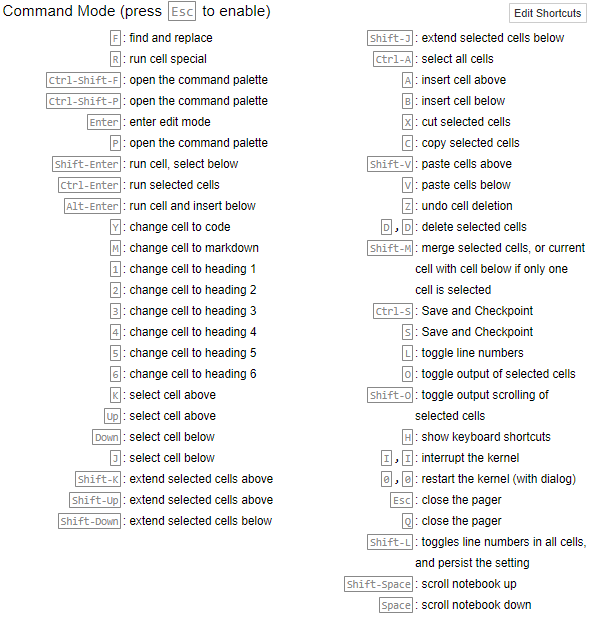 Command Mode (press Esc to enable)
Edit Shortcuts
F : find and replace
R : run cell special
Ctrl-Shift-F : open the command palette
Ctrl-Shift-P : open the command palette
Enter : enter edit mode
P : open the command palette
Shift-Enter : run cell, select below
Ctrl-Enter : run selected cells
Alt-Enter : run cell and insert below
Y : change cell to code
M : change cell to markdown
1 : change cell to heading 1
2 : change cell to heading 2
3 : change cell to heading 3
4 : change cell to heading 4
5 : change cell to heading 5
6 : change cell to heading 6
K : select cell above
Up : select cell above
Down : select cell below
J : select cell below
Shift-K : extend selected cells above
Shift-Up : extend selected cells above
Shift-Down : extend selected cells below
Shift-J : extend selected cells below
Ctrl-A : select all cells
A : insert cell above
B : insert cell below
X : cut selected cells
C : copy selected cells
Shift-V : paste cells above
V : paste cells below
Z : undo cell deletion
D , D : delete selected cells
Shift-M : merge selected cells, or current
cell with cell below if only one
cell is selected
Ctrl-S : Save and Checkpoint
S : Save and Checkpoint
L : toggle line numbers
O : toggle output of selected cells
Shift-O : toggle output scrolling of
selected cells
H : show keyboard shortcuts
I , I : interrupt the kernel
0 , 0 : restart the kernel (with dialog)
Esc : close the pager
Q : close the pager
Shift-L : toggles line numbers in all cells,
and persist the setting
Shift-Space : scroll notebook up
Space : scroll notebook down